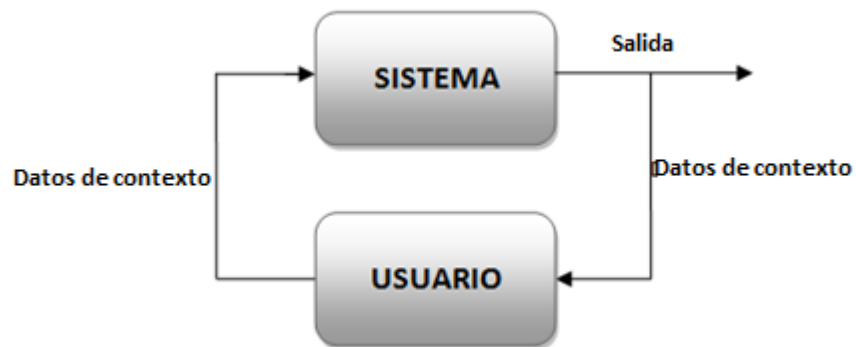 Salida
SISTEMA
Datos de contexto
Datos de contexto
USUARIO